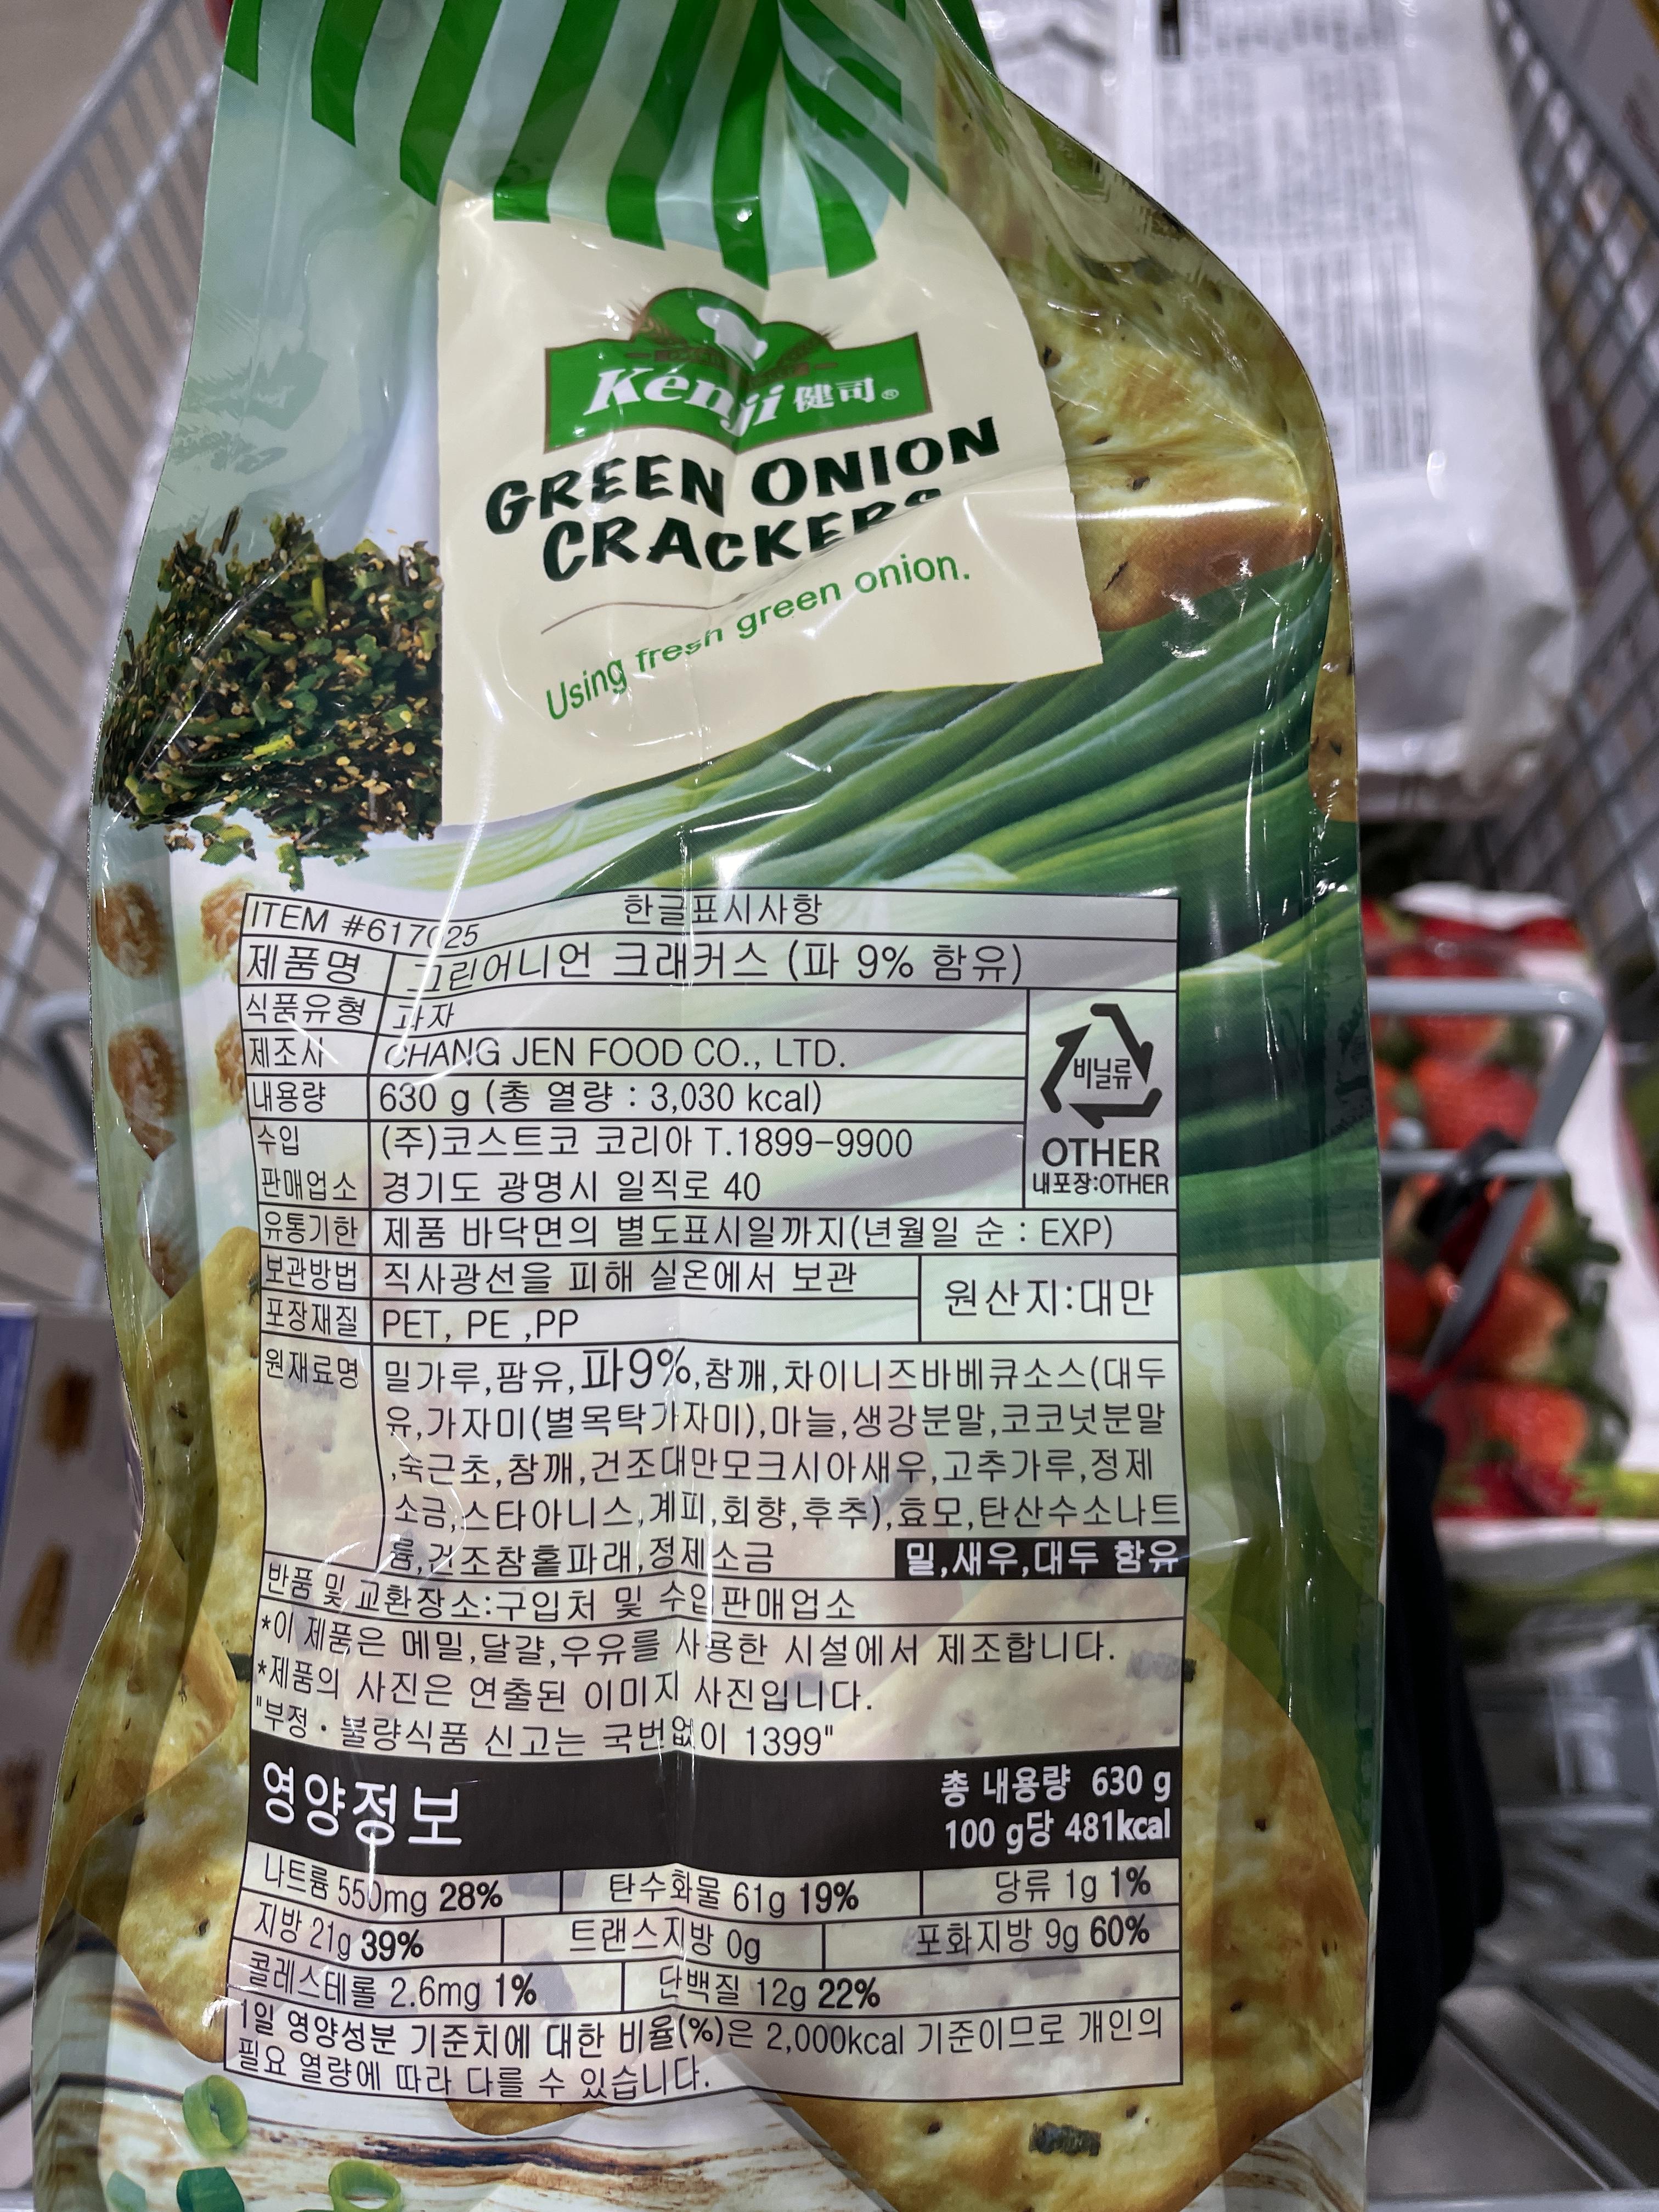 Kenji 健司®
GREEN ONION
CRACKERS
Using fresh green onion.
ITEM #617025 한글표시사항
제품명 그린어니언 크래커스 (파 9% 함유)
식품유형 과자
제조사 CHANG JEN FOOD CO., LTD.
내용량 630 g (총 열량 : 3,030 kcal)
수입 (주)코스트코 코리아 T.1899-9900
판매업소 경기도 광명시 일직로 40
비닐류
OTHER
내포장:OTHER
유통기한 제품 바닥면의 별도표시일까지(년월일 순 : EXP)
보관방법 직사광선을 피해 실온에서 보관
포장재질 PET, PE ,PP
원산지:대만
원재료명 밀가루,팜유,파9%,참깨,차이니즈바베큐소스(대두
유,가자미(별목탁가자미),마늘,생강분말,코코넛분말
,숙근초,참깨,건조대만모크시아새우,고추가루,정제
소금,스타아니스,계피,회향,후추),효모,탄산수소나트
륨,건조참홑파래,정제소금 밀,새우,대두 함유
반품 및 교환장소:구입처 및 수입판매업소
*이 제품은 메밀,달걀,우유를 사용한 시설에서 제조합니다.
*제품의 사진은 연출된 이미지 사진입니다.
"부정·불량식품 신고는 국번없이 1399"
영양정보
총 내용량 630 g
100 g당 481kcal
나트륨 550mg 28% 탄수화물 61g 19% 당류 1g 1%
지방 21g 39% 트랜스지방 0g 포화지방 9g 60%
콜레스테롤 2.6mg 1% 단백질 12g 22%
1일 영양성분 기준치에 대한 비율(%)은 2,000kcal 기준이므로 개인의
필요 열량에 따라 다를 수 있습니다.